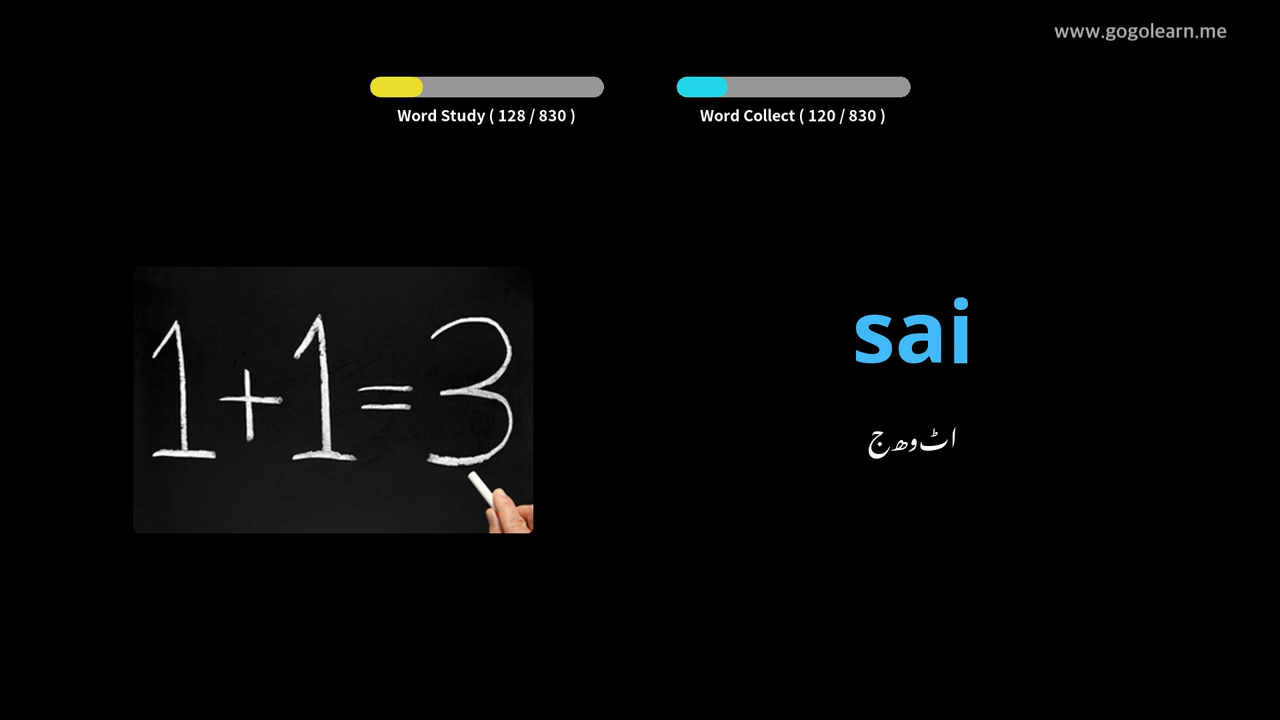 www.gogolearn.me
Word Study ( 128 / 830 )
Word Collect ( 120 / 830 )
1+1=3
sai
اٹوھج